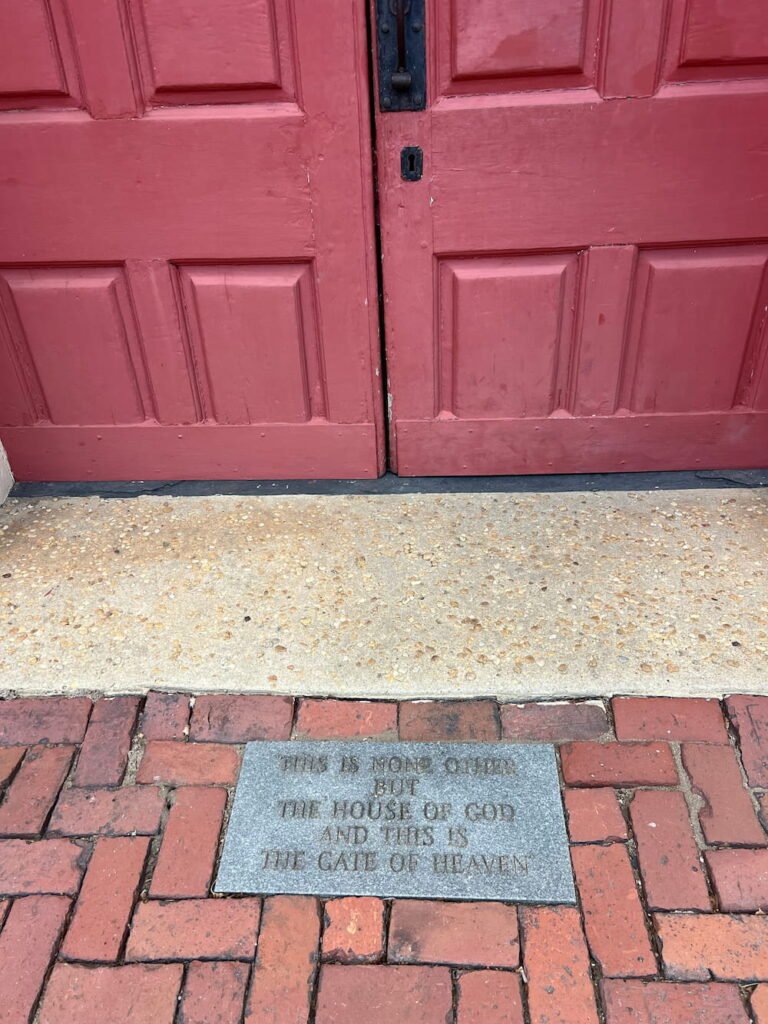 "THIS IS NONE OTHER
BUT
THE HOUSE OF GOD
AND THIS IS
THE GATE OF HEAVEN"